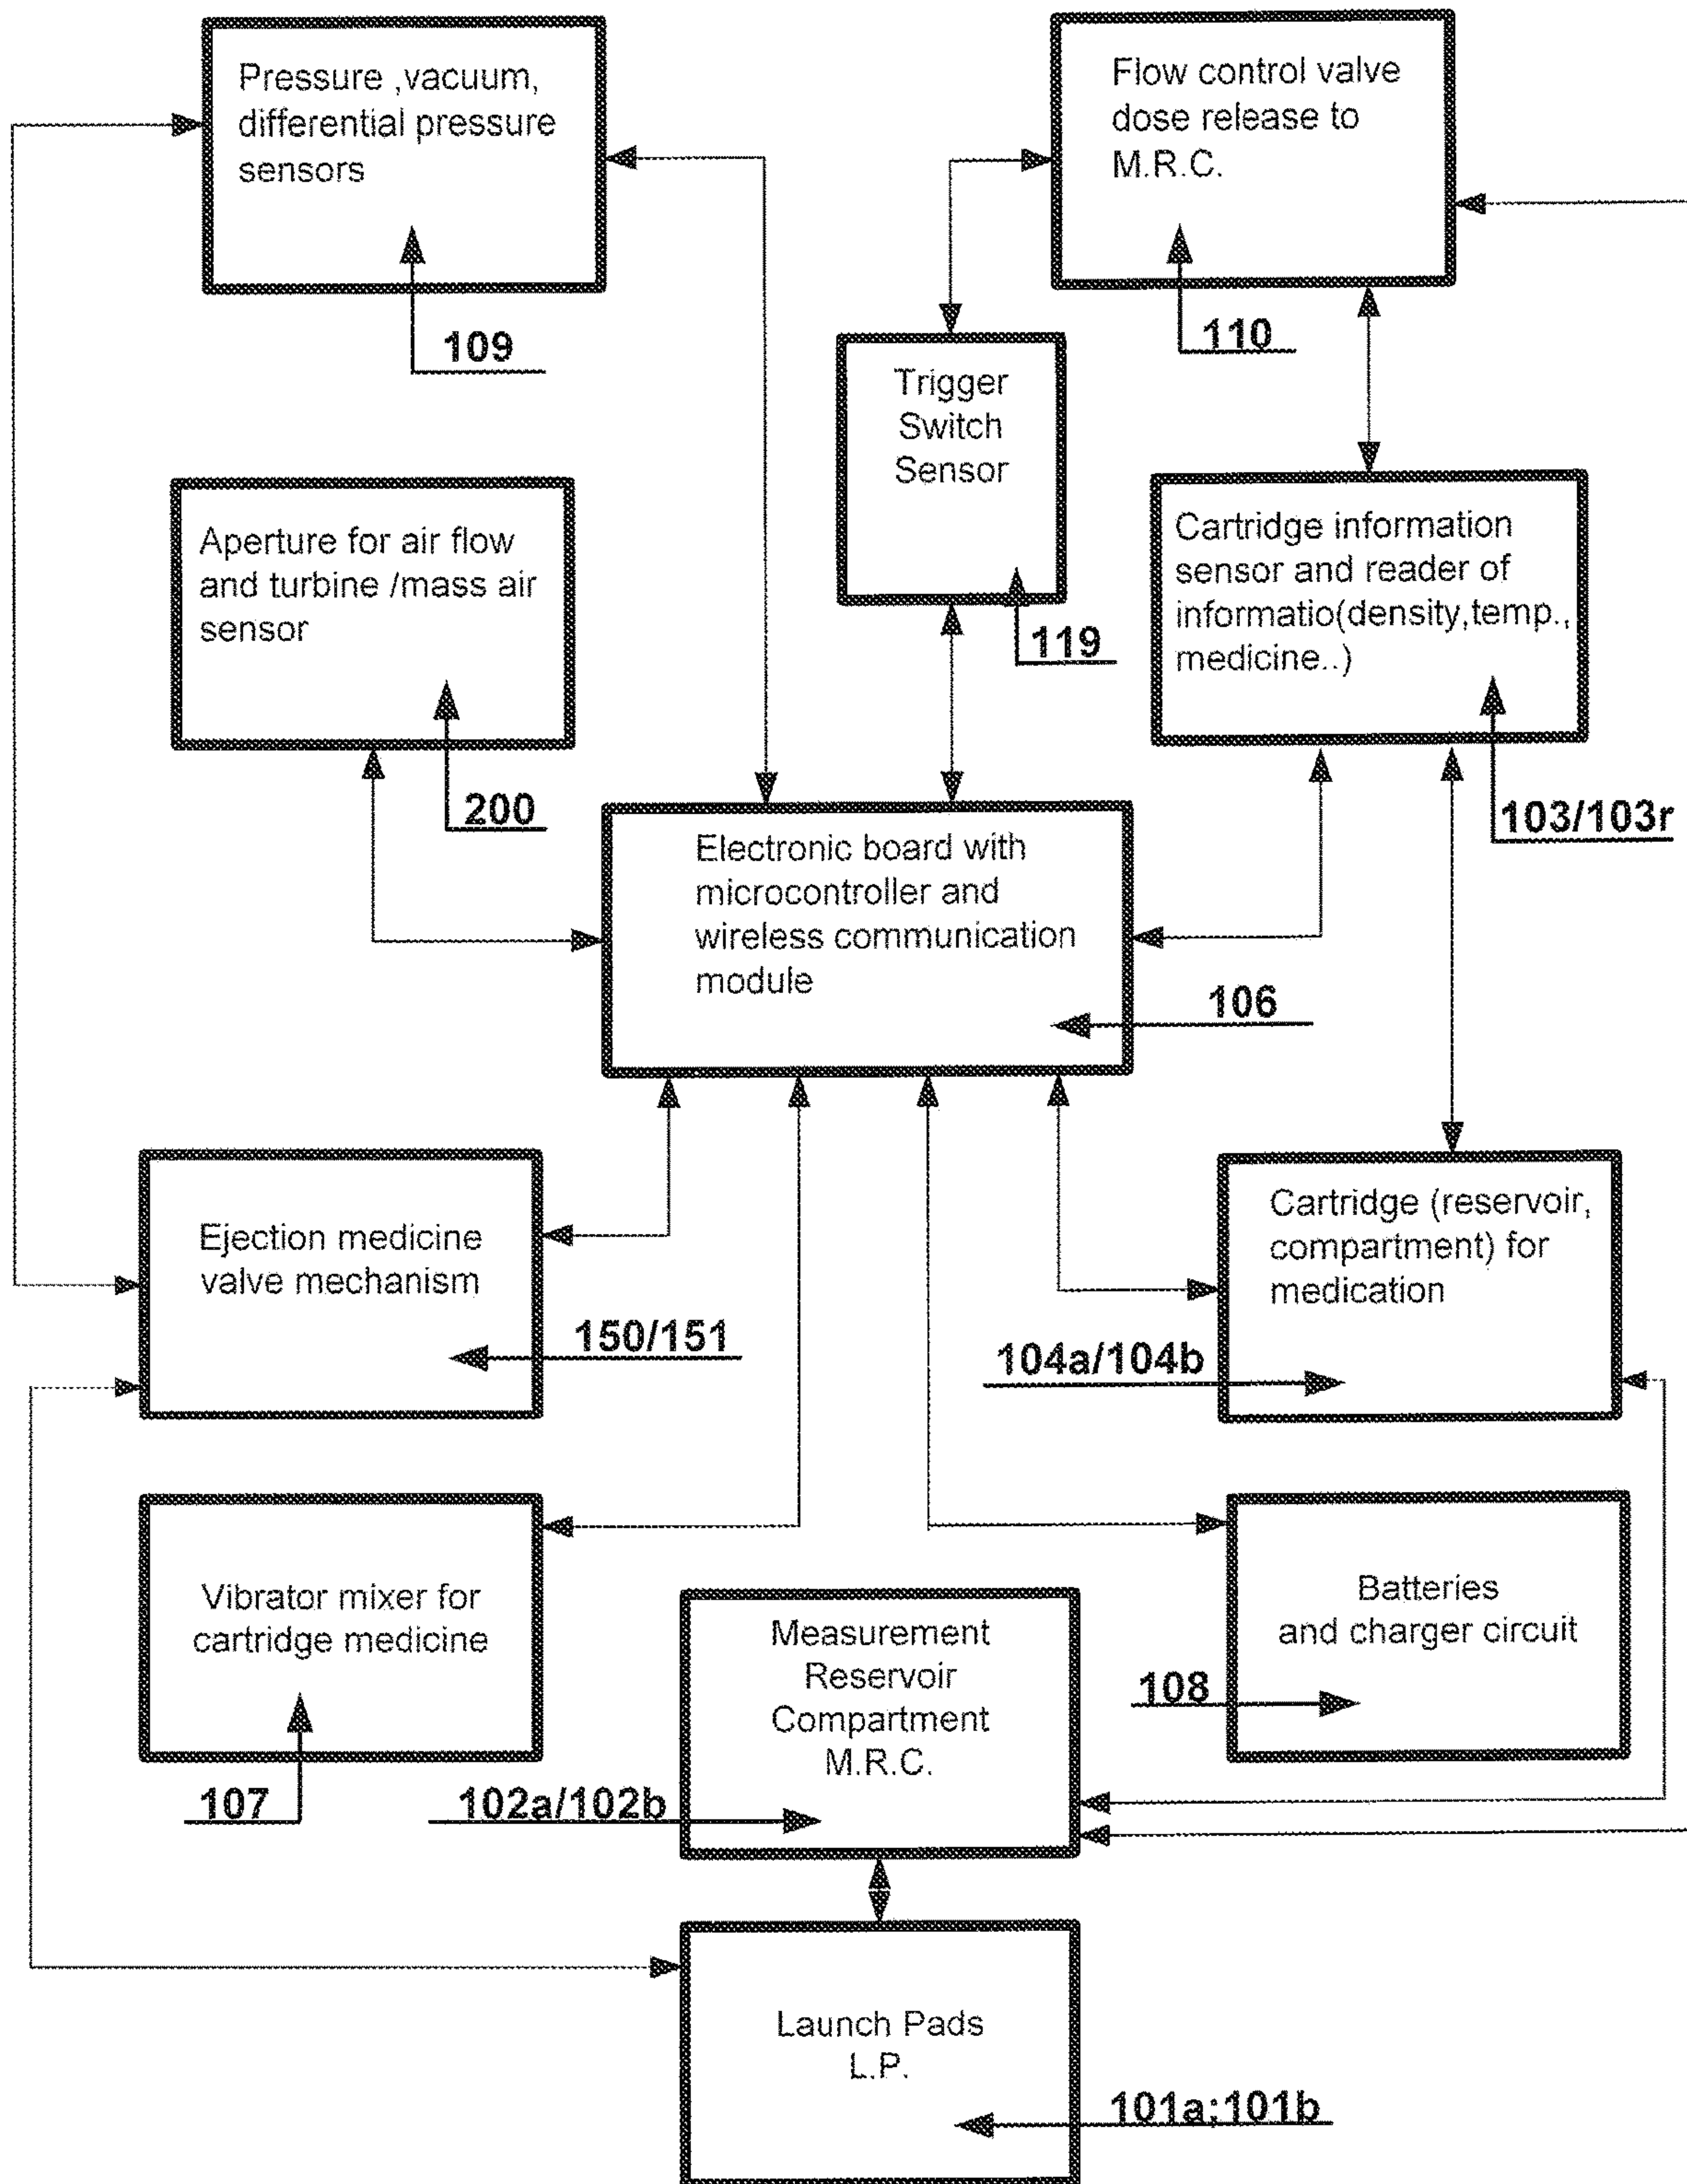 Pressure ,vacuum,
differential pressure
sensors
109
Flow control valve
dose release to
M.R.C.
110
Trigger
Switch
Sensor
119
Aperture for air flow
and turbine /mass air
sensor
200
Cartridge information
sensor and reader of
informatio(density,temp.,
medicine..)
103/103r
Electronic board with
microcontroller and
wireless communication
module
106
Ejection medicine
valve mechanism
150/151
Cartridge (reservoir,
compartment) for
medication
104a/104b
Vibrator mixer for
cartridge medicine
107
Measurement
Reservoir
Compartment
M.R.C.
102a/102b
Batteries
and charger circuit
108
Launch Pads
L.P.
101a;101b